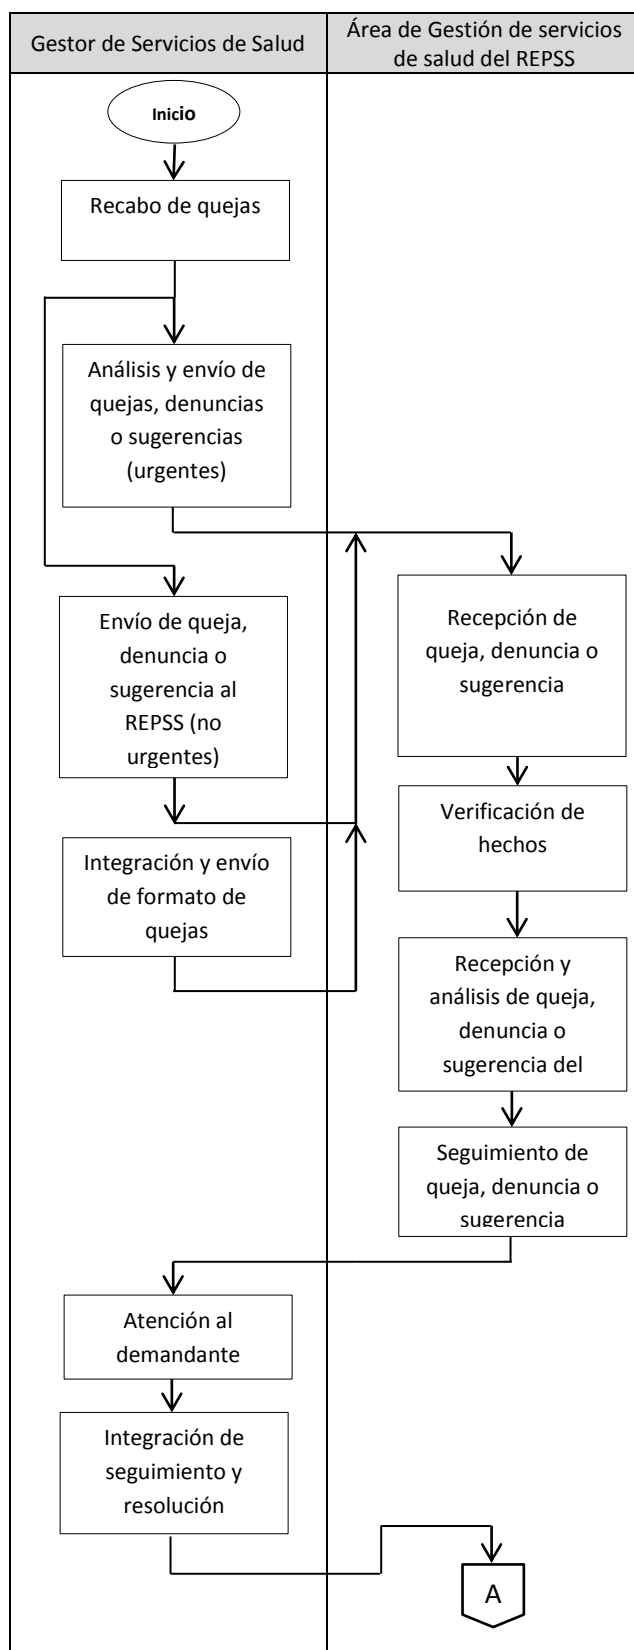 Gestor de Servicios de Salud
Área de Gestión de servicios
de salud del REPSS
Inicio
Recabo de quejas
Análisis y envío de
quejas, denuncias
o sugerencias
(urgentes)
Envío de queja,
denuncia o
sugerencia al
REPSS (no
urgentes)
Recepción de
queja, denuncia o
sugerencia
Verificación de
hechos
Integración y envío
de formato de
quejas
Recepción y
análisis de queja,
denuncia o
sugerencia del
Seguimiento de
queja, denuncia o
sugerencia
Atención al
demandante
Integración de
seguimiento y
resolución
A